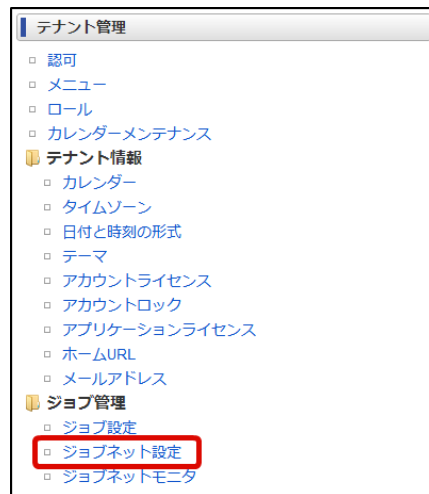 テナント管理
認可
メニュー
ロール
カレンダーメンテナンス
テナント情報
カレンダー
タイムゾーン
日付と時刻の形式
テーマ
アカウントライセンス
アカウントロック
アプリケーションライセンス
ホームURL
メールアドレス
ジョブ管理
ジョブ設定
ジョブネット設定
ジョブネットモニタ